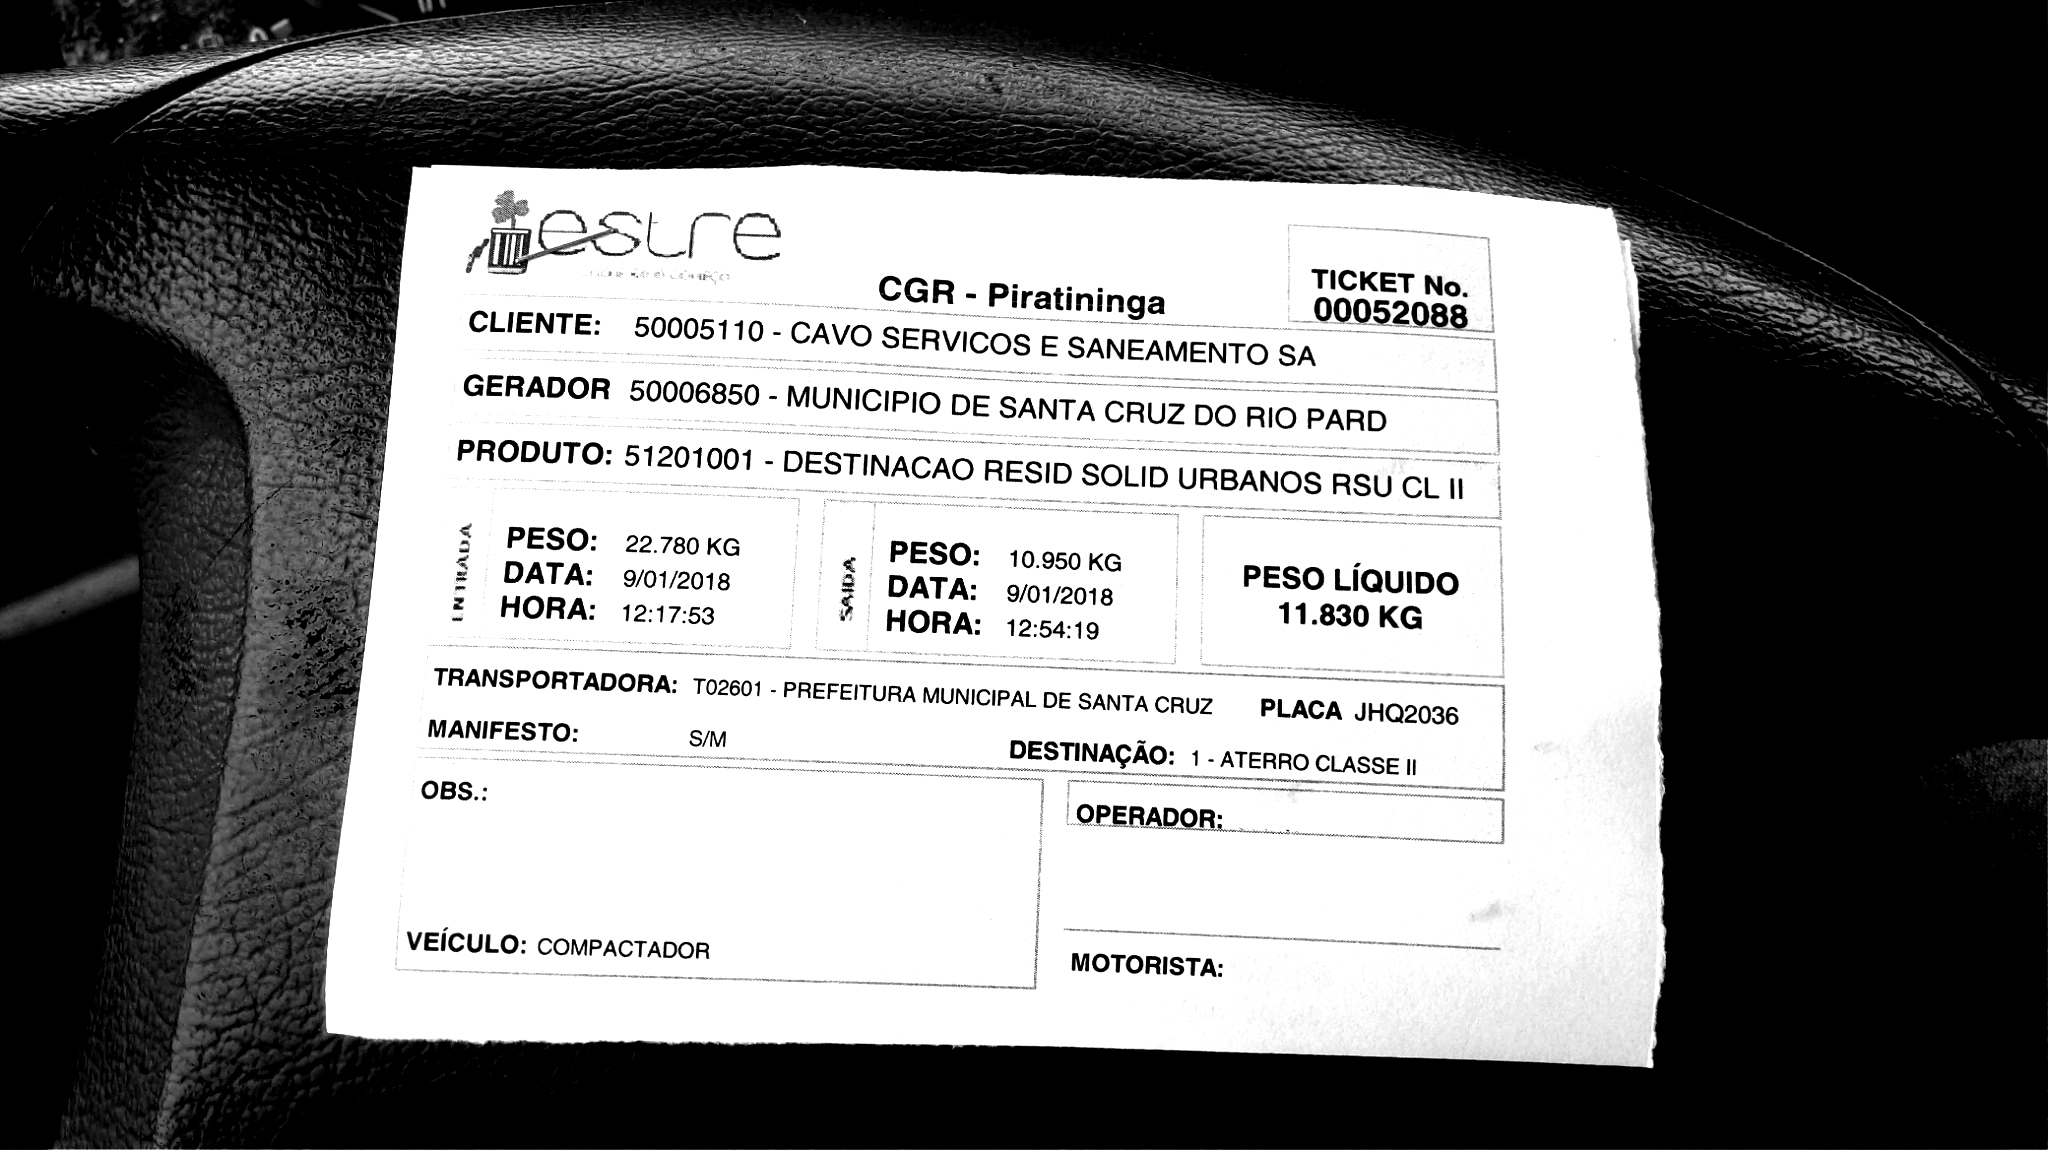 estre
CGR - Piratininga
TICKET No.
00052088
CLIENTE: 50005110 - CAVO SERVICOS E SANEAMENTO SA
GERADOR 50006850 - MUNICIPIO DE SANTA CRUZ DO RIO PARD
PRODUTO: 51201001 - DESTINACAO RESID SOLID URBANOS RSU CL II
ENTRADA
PESO: 22.780 KG
DATA: 9/01/2018
HORA: 12:17:53
SAIDA
PESO: 10.950 KG
DATA: 9/01/2018
HORA: 12:54:19
PESO LÍQUIDO
11.830 KG
TRANSPORTADORA: T02601 - PREFEITURA MUNICIPAL DE SANTA CRUZ PLACA JHQ2036
MANIFESTO: S/M DESTINAÇÃO: 1 - ATERRO CLASSE II
OBS.:
OPERADOR:
VEÍCULO: COMPACTADOR
MOTORISTA: